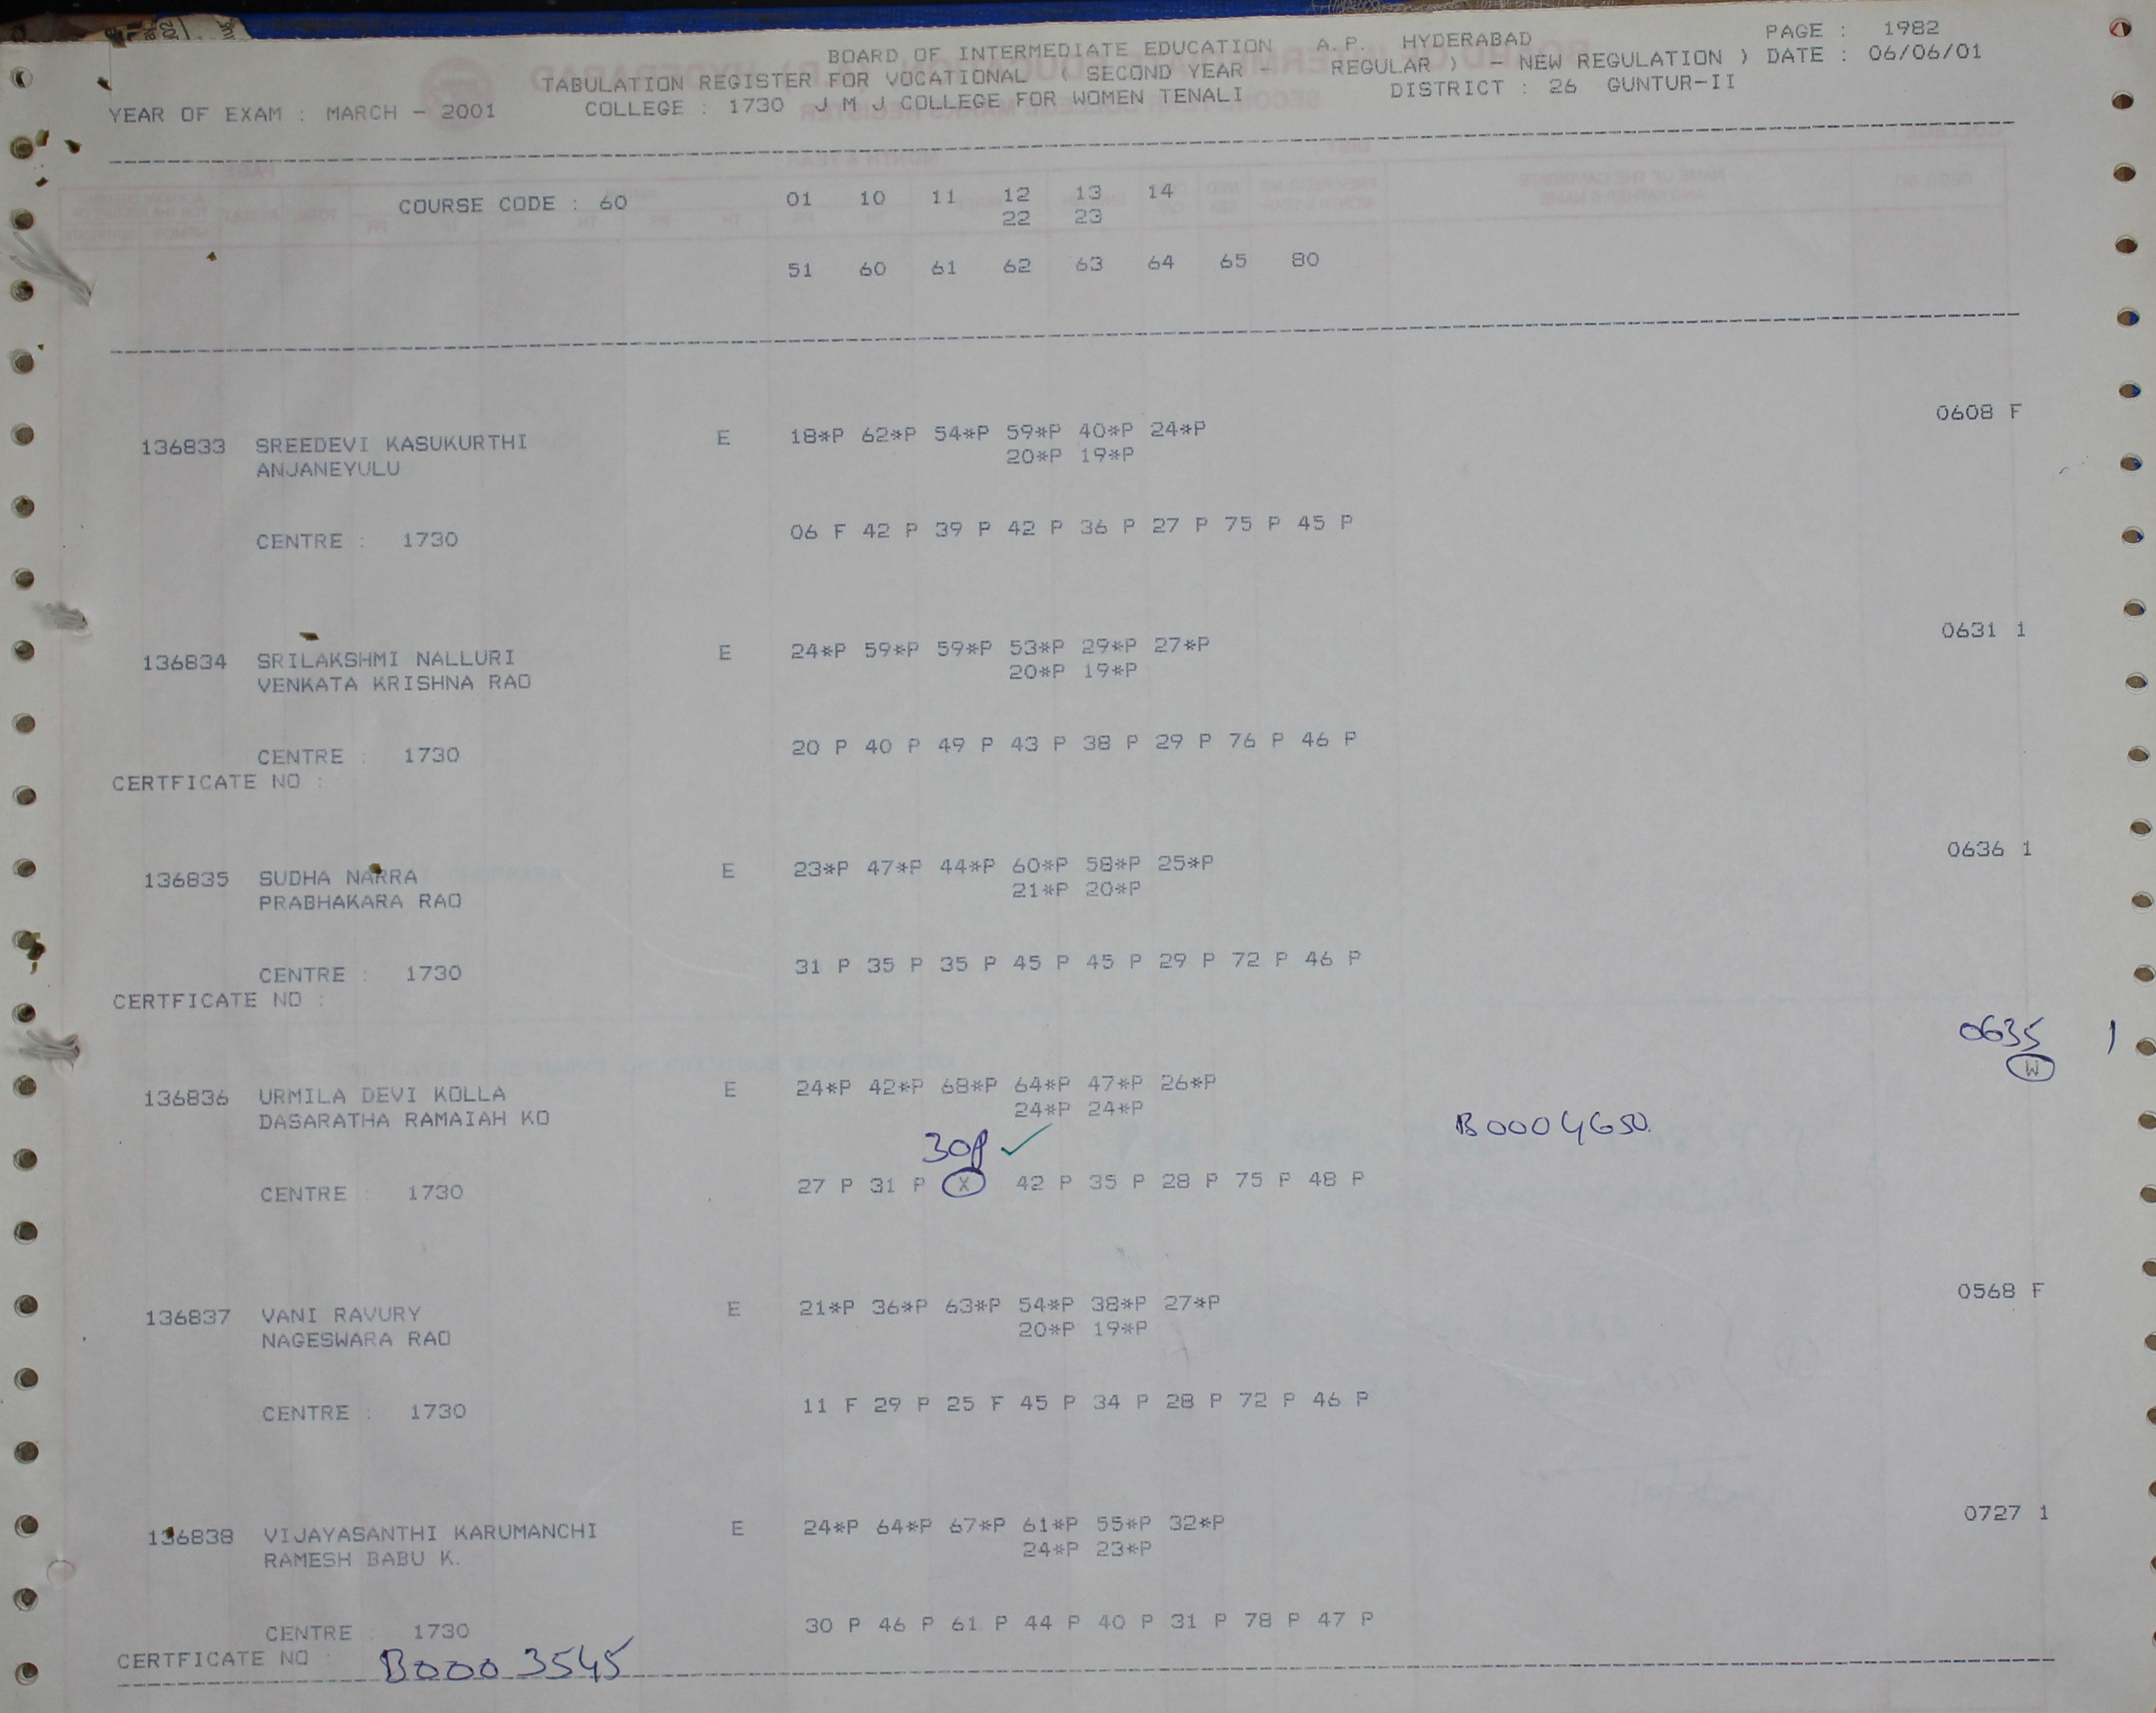 BOARD OF INTERMEDIATE EDUCATION A.P. HYDERABAD PAGE : 1982
TABULATION REGISTER FOR VOCATIONAL ( SECOND YEAR - REGULAR ) - NEW REGULATION ) DATE : 06/06/01
YEAR OF EXAM : MARCH - 2001 COLLEGE : 1730 J M J COLLEGE FOR WOMEN TENALI DISTRICT : 26 GUNTUR-II
COURSE CODE : 60 01 10 11 12 13 14
22 23
51 60 61 62 63 64 65 80
136833 SREEDEVI KASUKURTHI E 18*P 62*P 54*P 59*P 40*P 24*P 0608 F
ANJANEYULU 20*P 19*P
CENTRE : 1730 06 F 42 P 39 P 42 P 36 P 27 P 75 P 45 P
136834 SRILAKSHMI NALLURI E 24*P 59*P 59*P 53*P 29*P 27*P 0631 1
VENKATA KRISHNA RAO 20*P 19*P
CENTRE : 1730 20 P 40 P 49 P 43 P 38 P 29 P 76 P 46 P
CERTFICATE NO :
136835 SUDHA NARRA E 23*P 47*P 44*P 60*P 58*P 25*P 0636 1
PRABHAKARA RAO 21*P 20*P
CENTRE : 1730 31 P 35 P 35 P 45 P 45 P 29 P 72 P 46 P
CERTFICATE NO :
0635 1
W
136836 URMILA DEVI KOLLA E 24*P 42*P 68*P 64*P 47*P 26*P
DASARATHA RAMAIAH KO 24*P 24*P B0004650
30P ✓
CENTRE : 1730 27 P 31 P X 42 P 35 P 28 P 75 P 48 P
136837 VANI RAVURY E 21*P 36*P 63*P 54*P 38*P 27*P 0568 F
NAGESWARA RAO 20*P 19*P
CENTRE : 1730 11 F 29 P 25 F 45 P 34 P 28 P 72 P 46 P
136838 VIJAYASANTHI KARUMANCHI E 24*P 64*P 67*P 61*P 55*P 32*P 0727 1
RAMESH BABU K. 24*P 23*P
CENTRE : 1730 30 P 46 P 61 P 44 P 40 P 31 P 78 P 47 P
CERTFICATE NO : B0003545